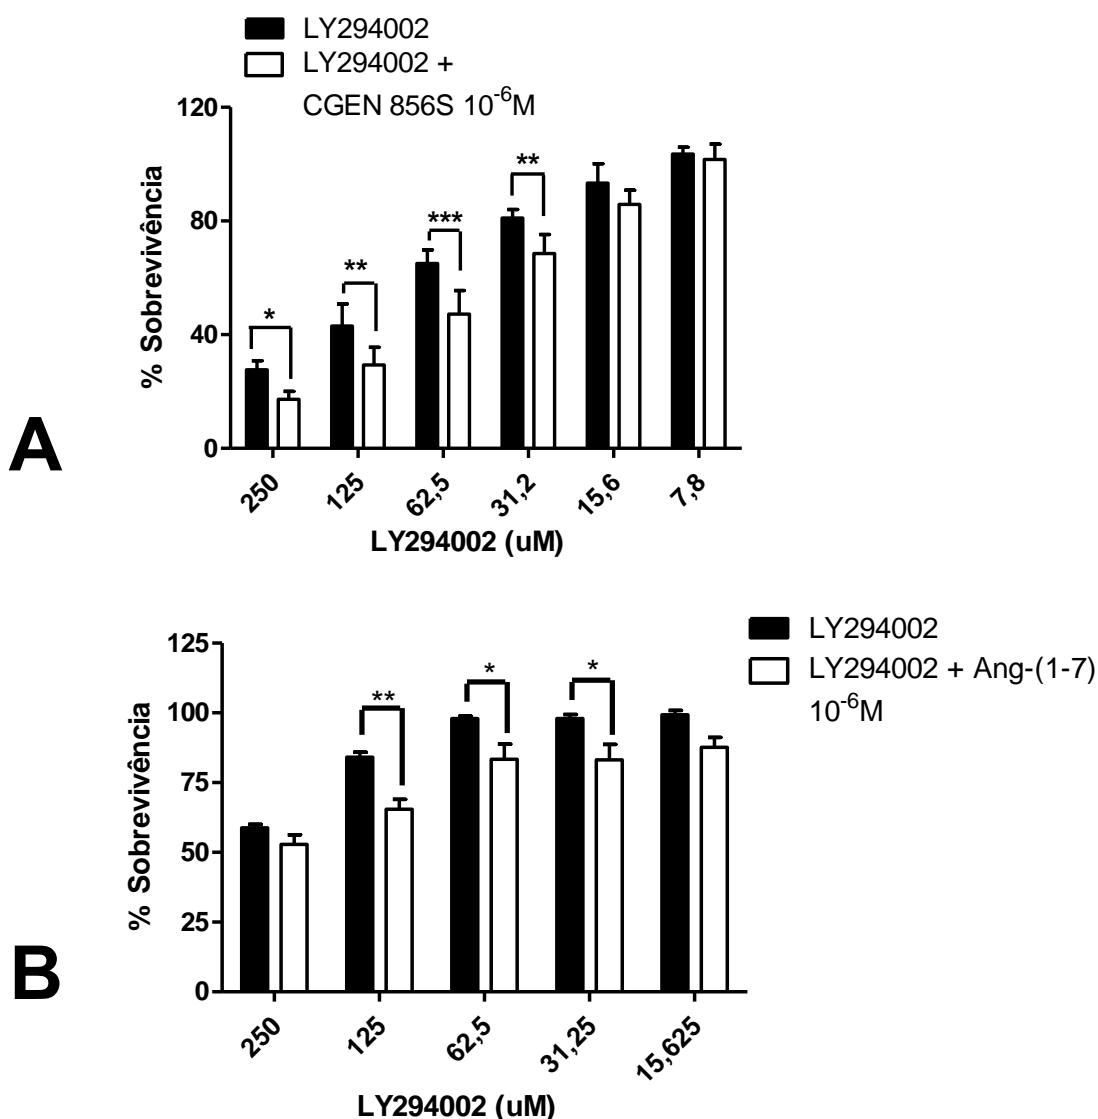 LY294002
LY294002 +
CGEN 856S 10⁻⁶M
120
80
40
0
% Sobrevivência
*
**
***
**
250
125
62,5
31,2
15,6
7,8
LY294002 (uM)
A
LY294002
LY294002 + Ang-(1-7)
10⁻⁶M
125
100
75
50
25
0
% Sobrevivência
**
*
*
250
125
62,5
31,25
15,625
LY294002 (uM)
B